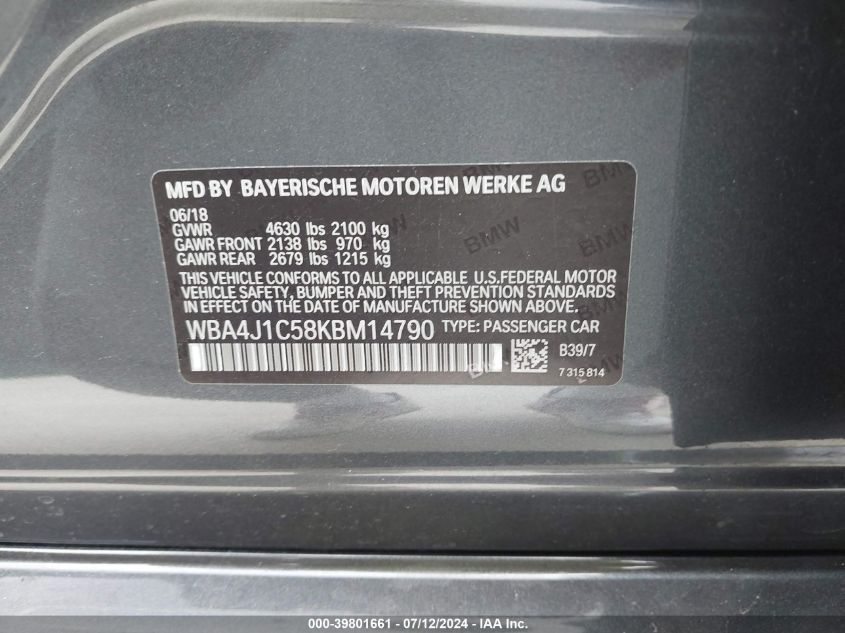 MFD BY BAYERISCHE MOTOREN WERKE AG
06/18
GVWR 4630 lbs 2100 kg
GAWR FRONT 2138 lbs 970 kg
GAWR REAR 2679 lbs 1215 kg
THIS VEHICLE CONFORMS TO ALL APPLICABLE U.S.FEDERAL MOTOR
VEHICLE SAFETY, BUMPER AND THEFT PREVENTION STANDARDS
IN EFFECT ON THE DATE OF MANUFACTURE SHOWN ABOVE.
WBA4J1C58KBM14790 TYPE: PASSENGER CAR
B39/7
7 315 814
BMW
BMW
BMW
000-39801661 / 07/12/2024 - IAA Inc.